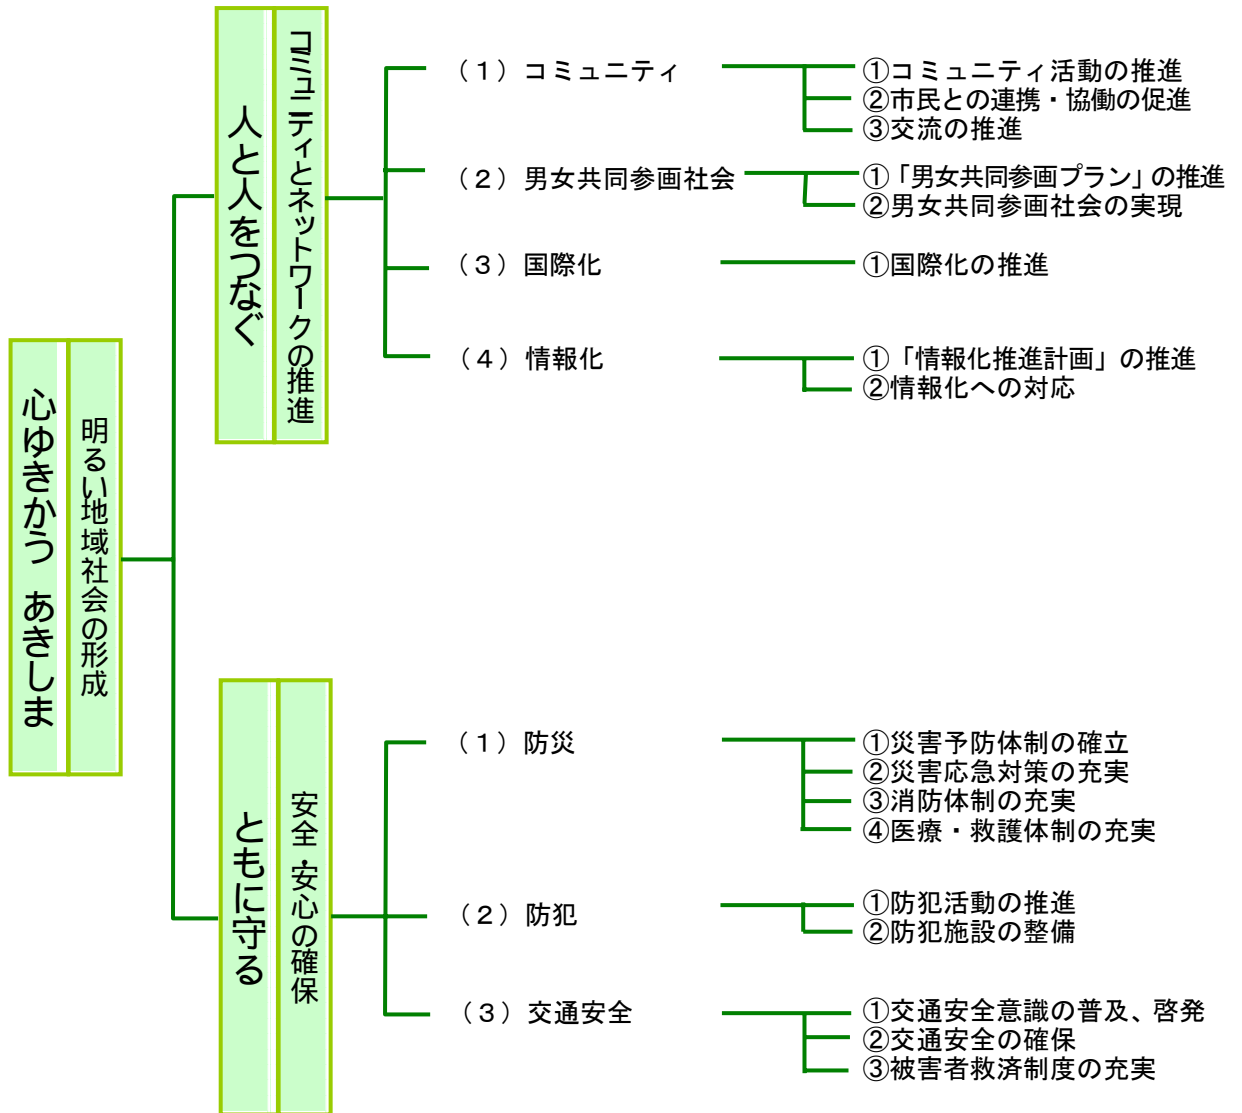 心ゆきかう あきしま
明るい地域社会の形成
人と人をつなぐ
コミュニティとネットワークの推進
（１）コミュニティ
①コミュニティ活動の推進
②市民との連携・協働の促進
③交流の推進
（２）男女共同参画社会
①「男女共同参画プラン」の推進
②男女共同参画社会の実現
（３）国際化
①国際化の推進
（４）情報化
①「情報化推進計画」の推進
②情報化への対応
ともに守る
安全・安心の確保
（１）防災
①災害予防体制の確立
②災害応急対策の充実
③消防体制の充実
④医療・救護体制の充実
（２）防犯
①防犯活動の推進
②防犯施設の整備
（３）交通安全
①交通安全意識の普及、啓発
②交通安全の確保
③被害者救済制度の充実